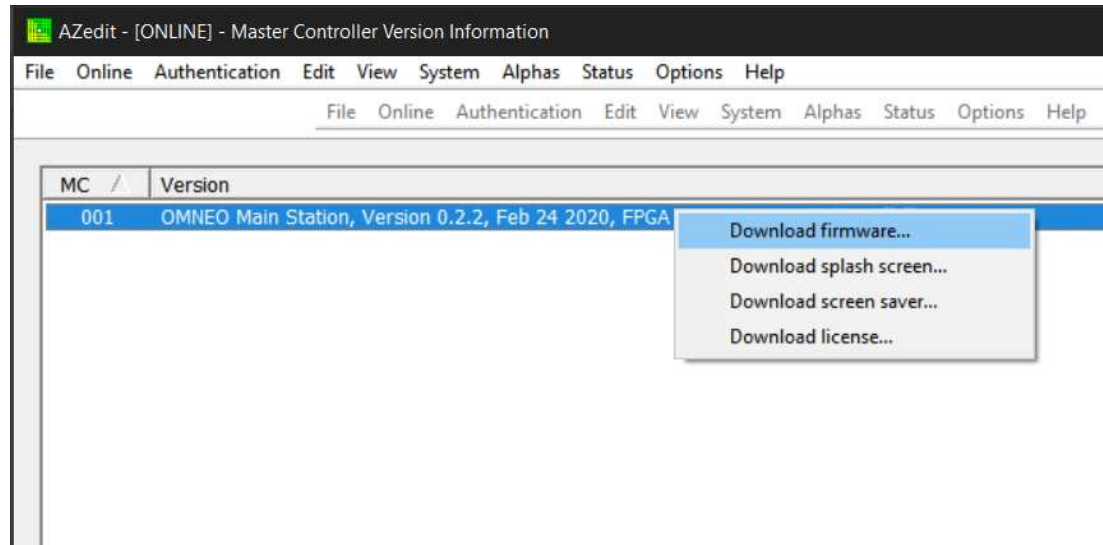 AZedit - [ONLINE] - Master Controller Version Information
File Online Authentication Edit View System Alphas Status Options Help
File Online Authentication Edit View System Alphas Status Options Help
MC Version
001 OMNEO Main Station, Version 0.2.2, Feb 24 2020, FPGA
Download firmware...
Download splash screen...
Download screen saver...
Download license...